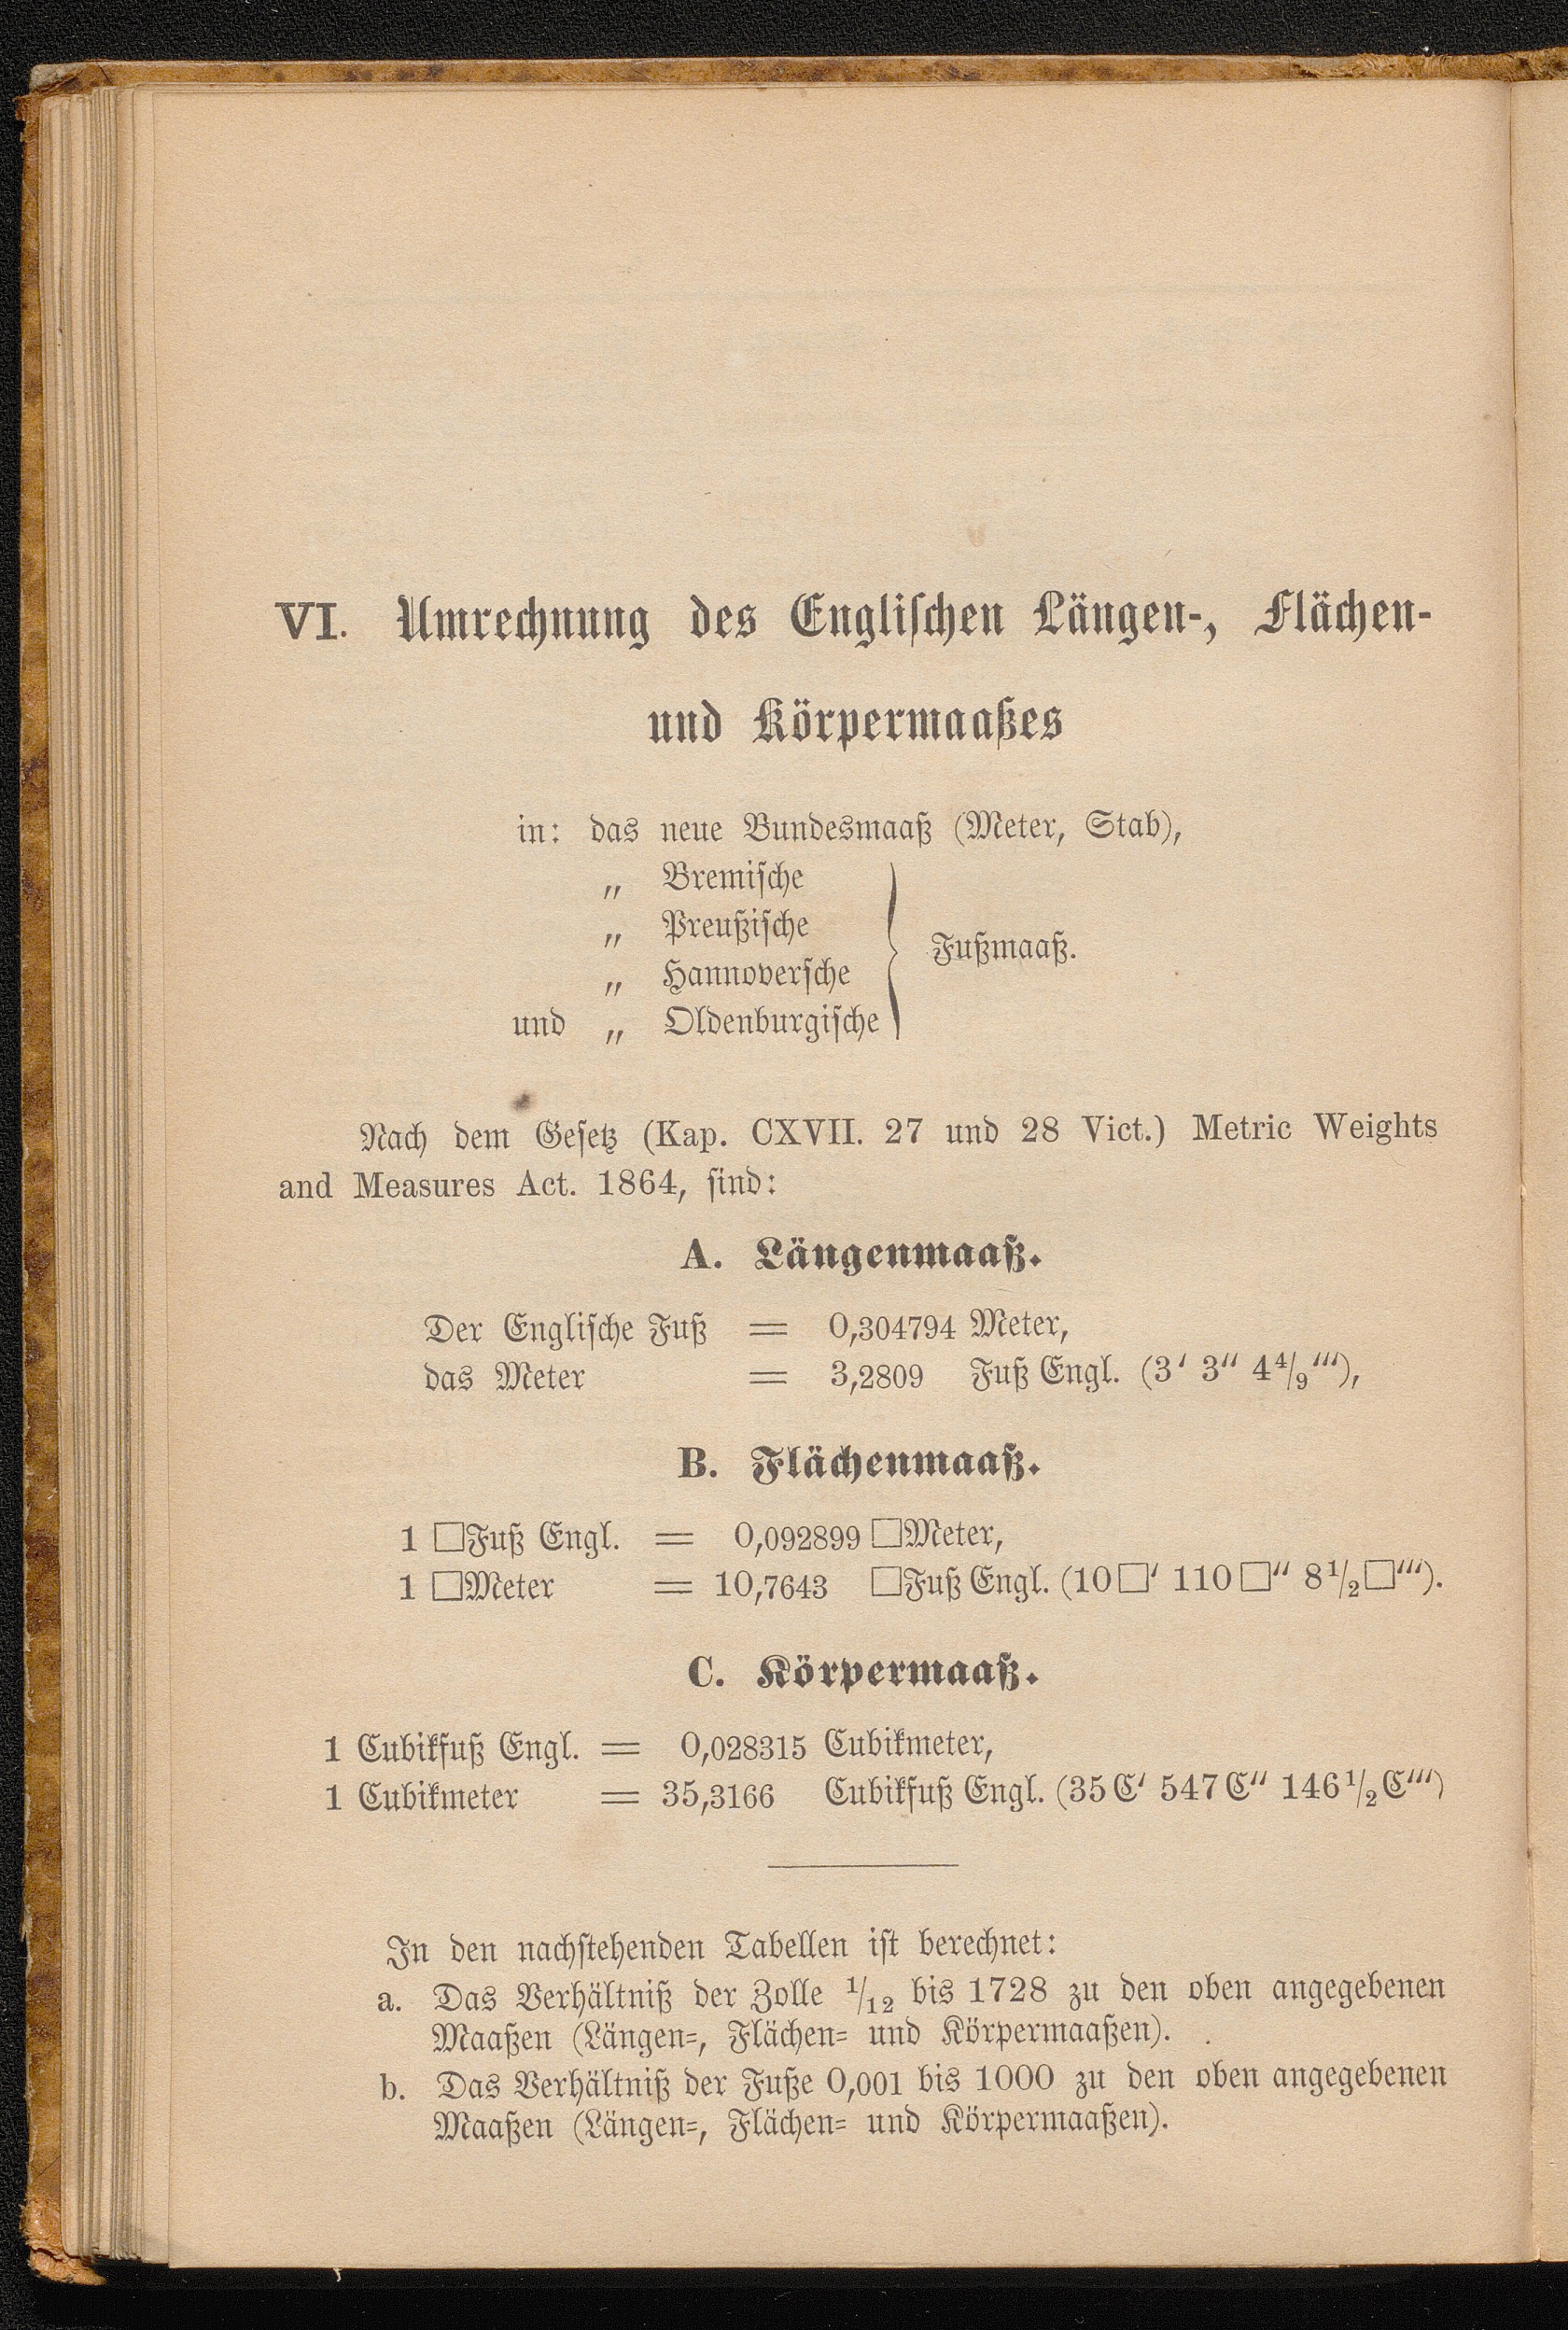 VI. Umrechnung des Englischen Längen-, Flächen-
und Körpermaaßes
in: das neue Bundesmaaß (Meter, Stab),
„ Bremische
„ Preußische
Fußmaaß.
„ Hannoversche
und „ Oldenburgische
Nach dem Gesetz (Kap. CXVII. 27 und 28 Vict.) Metric Weights
and Measures Act. 1864, sind:
A. Längenmaaß.
Der Englische Fuß = 0,304794 Meter,
das Meter = 3,2809 Fuß Engl. (3′ 3″ 4 4/9‴),
B. Flächenmaaß.
1 □Fuß Engl. = 0,092899 □Meter,
1 □Meter = 10,7643 □Fuß Engl. (10□′ 110□″ 8 1/2□‴).
C. Körpermaaß.
1 Cubikfuß Engl. = 0,028315 Cubikmeter,
1 Cubikmeter = 35,3166 Cubikfuß Engl. (35 C′ 547 C″ 146 1/2 C‴)
In den nachstehenden Tabellen ist berechnet:
a. Das Verhältniß der Zolle 1/12 bis 1728 zu den oben angegebenen
Maaßen (Längen-, Flächen- und Körpermaaßen).
b. Das Verhältniß der Fuße 0,001 bis 1000 zu den oben angegebenen
Maaßen (Längen-, Flächen- und Körpermaaßen).